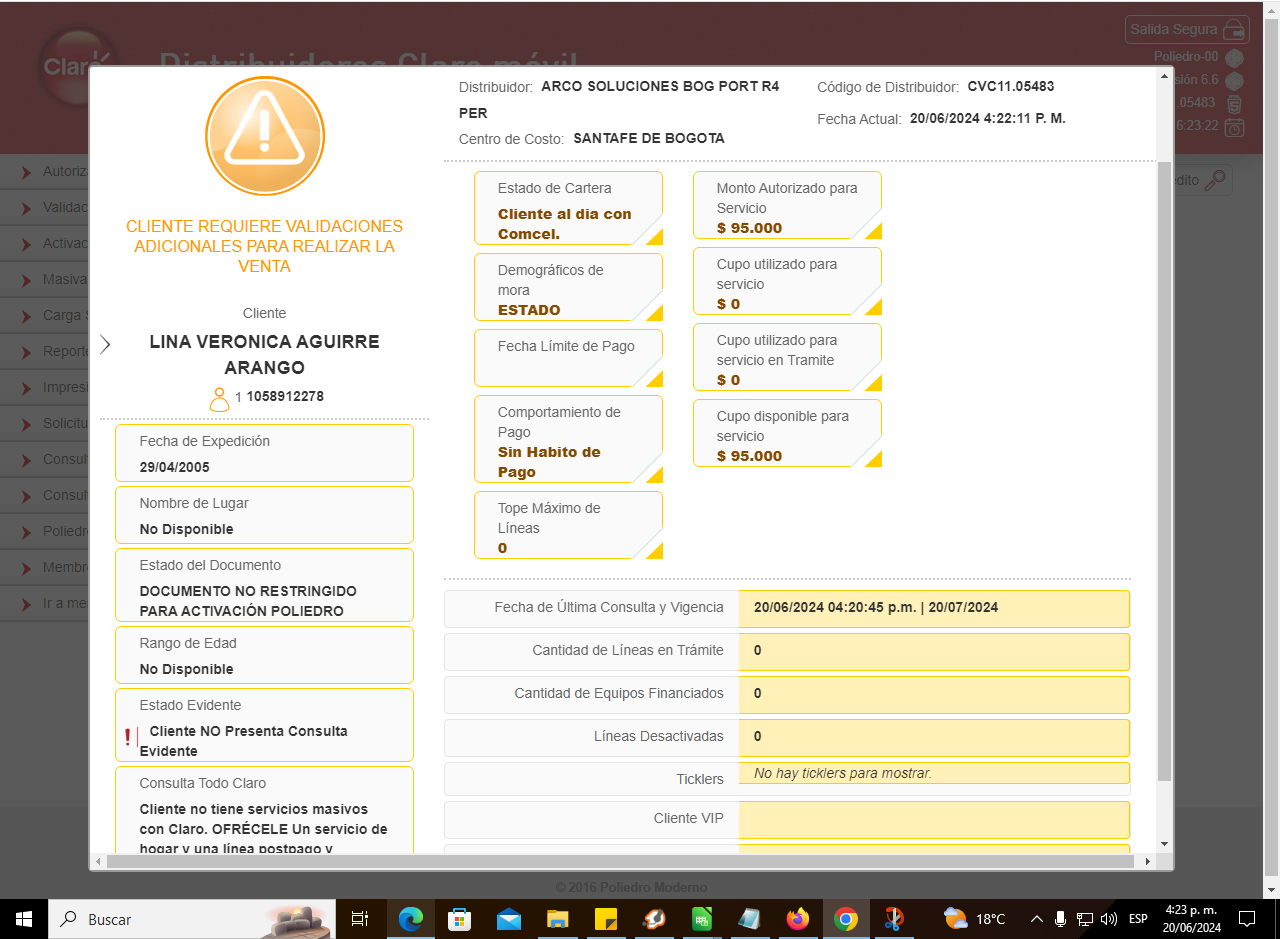 Claro
Distribuidores Claro móvil
Salida Segura
Poliedro-00
6.6
.05483
6:23:22
Distribuidor: ARCO SOLUCIONES BOG PORT R4
PER
Centro de Costo: SANTAFE DE BOGOTA
Código de Distribuidor: CVC11.05483
Fecha Actual: 20/06/2024 4:22:11 P. M.
CLIENTE REQUIERE VALIDACIONES
ADICIONALES PARA REALIZAR LA
VENTA
Cliente
LINA VERONICA AGUIRRE
ARANGO
1 1058912278
Fecha de Expedición
29/04/2005
Nombre de Lugar
No Disponible
Estado del Documento
DOCUMENTO NO RESTRINGIDO
PARA ACTIVACIÓN POLIEDRO
Rango de Edad
No Disponible
Estado Evidente
Cliente NO Presenta Consulta
Evidente
Consulta Todo Claro
Cliente no tiene servicios masivos
con Claro. OFRÉCELE Un servicio de
hogar y una línea postpago y
Estado de Cartera
Cliente al dia con
Comcel.
Demográficos de
mora
ESTADO
Fecha Límite de Pago
Comportamiento de
Pago
Sin Habito de
Pago
Tope Máximo de
Líneas
0
Monto Autorizado para
Servicio
$ 95.000
Cupo utilizado para
servicio
$ 0
Cupo utilizado para
servicio en Tramite
$ 0
Cupo disponible para
servicio
$ 95.000
Fecha de Última Consulta y Vigencia 20/06/2024 04:20:45 p.m. | 20/07/2024
Cantidad de Líneas en Trámite 0
Cantidad de Equipos Financiados 0
Líneas Desactivadas 0
Ticklers No hay ticklers para mostrar.
Cliente VIP
Autoriz
Validac
Activac
Masiva
Carga
Reporte
Impresi
Solicitu
Consul
Consul
Poliedr
Membr
Ir a me
© 2016 Poliedro Moderno
Buscar
18°C
ESP
4:23 p. m.
20/06/2024